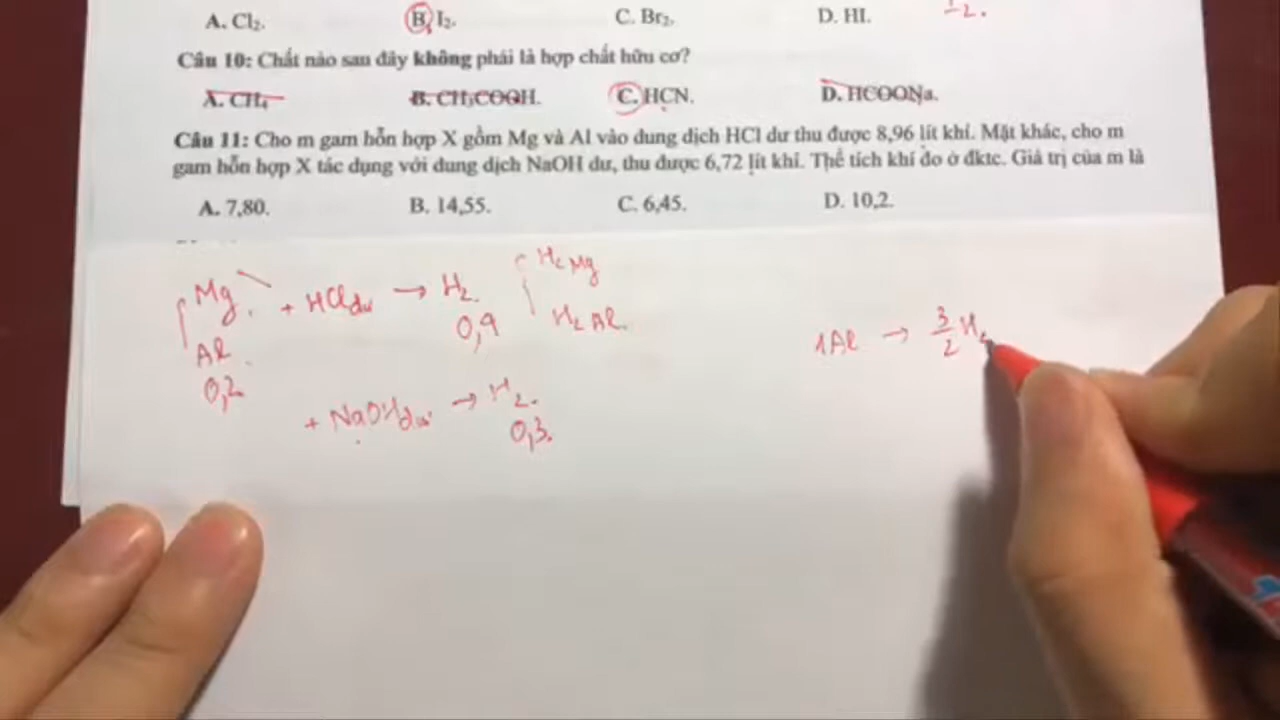 A. Cl₂. B. I₂. C. Br₂. D. HI.
Câu 10: Chất nào sau đây không phải là hợp chất hữu cơ?
A. CH₄ B. CH₃COOH. C. HCN. D. HCOONa.
Câu 11: Cho m gam hỗn hợp X gồm Mg và Al vào dung dịch HCl dư thu được 8,96 lít khí. Mặt khác, cho m
gam hỗn hợp X tác dụng với dung dịch NaOH dư, thu được 6,72 lít khí. Thể tích khí đo ở đktc. Giá trị của m là
A. 7,80. B. 14,55. C. 6,45. D. 10,2.
Mg + HCl dư → H₂ H₂ Mg
0,4 H₂ Al
Al
0,2
+ NaOH dư → H₂
0,3
1Al → 3/2 H₂